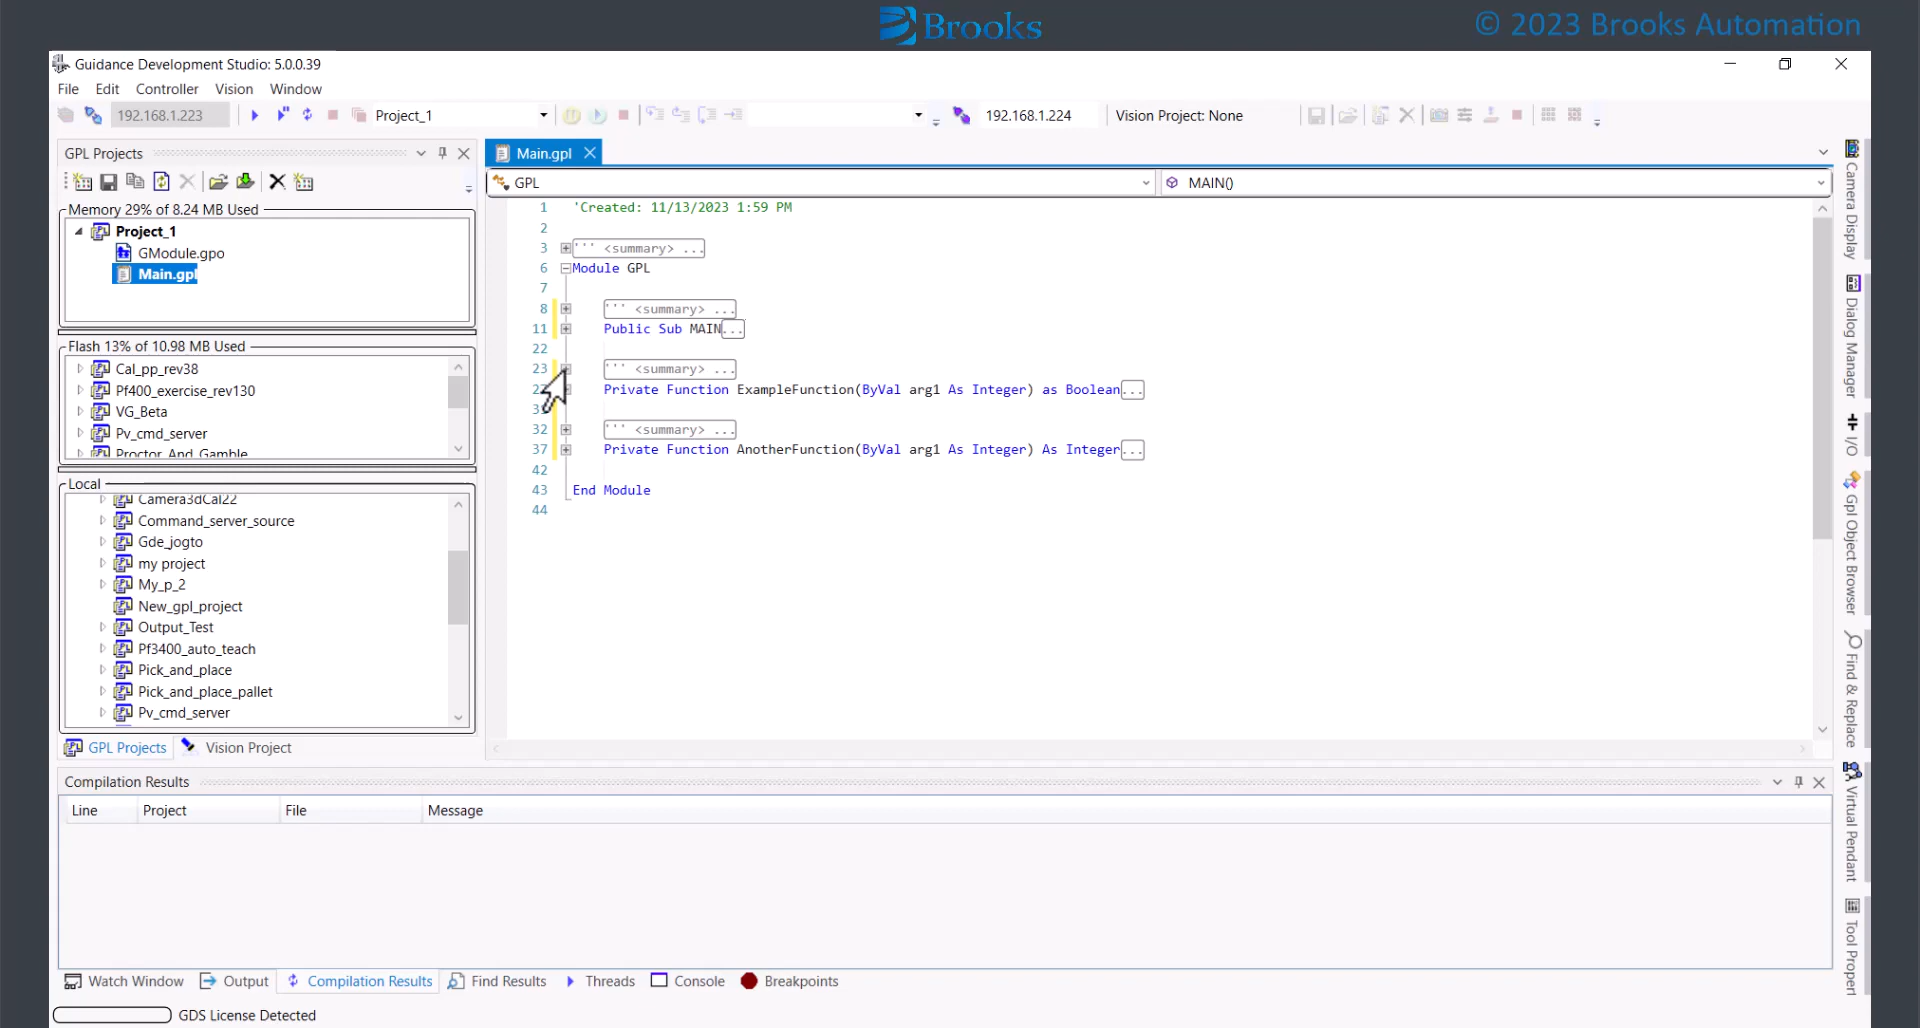 Brooks
© 2023 Brooks Automation
Guidance Development Studio: 5.0.0.39
File Edit Controller Vision Window
192.168.1.223 Project_1 192.168.1.224 Vision Project: None
GPL Projects
Memory 29% of 8.24 MB Used
Project_1
GModule.gpo
Main.gpl
Flash 13% of 10.98 MB Used
Cal_pp_rev38
Pf400_exercise_rev130
VG_Beta
Pv_cmd_server
Proctor_And_Gamble
Local
Camera3dCal22
Command_server_source
Gde_jogto
my project
My_p_2
New_gpl_project
Output_Test
Pf3400_auto_teach
Pick_and_place
Pick_and_place_pallet
Pv_cmd_server
GPL Projects Vision Project
Main.gpl
GPL MAIN()
1 'Created: 11/13/2023 1:59 PM
2
3 ''' <summary> ...
6 Module GPL
7
8 ''' <summary> ...
11 Public Sub MAIN...
22
23 ''' <summary> ...
Private Function ExampleFunction(ByVal arg1 As Integer) as Boolean...
32 ''' <summary> ...
37 Private Function AnotherFunction(ByVal arg1 As Integer) As Integer...
42
43 End Module
44
Camera Display
Dialog Manager
I/O
Gpl Object Browser
Find & Replace
Virtual Pendant
Tool Propert
Compilation Results
Line Project File Message
Watch Window Output Compilation Results Find Results Threads Console Breakpoints
GDS License Detected